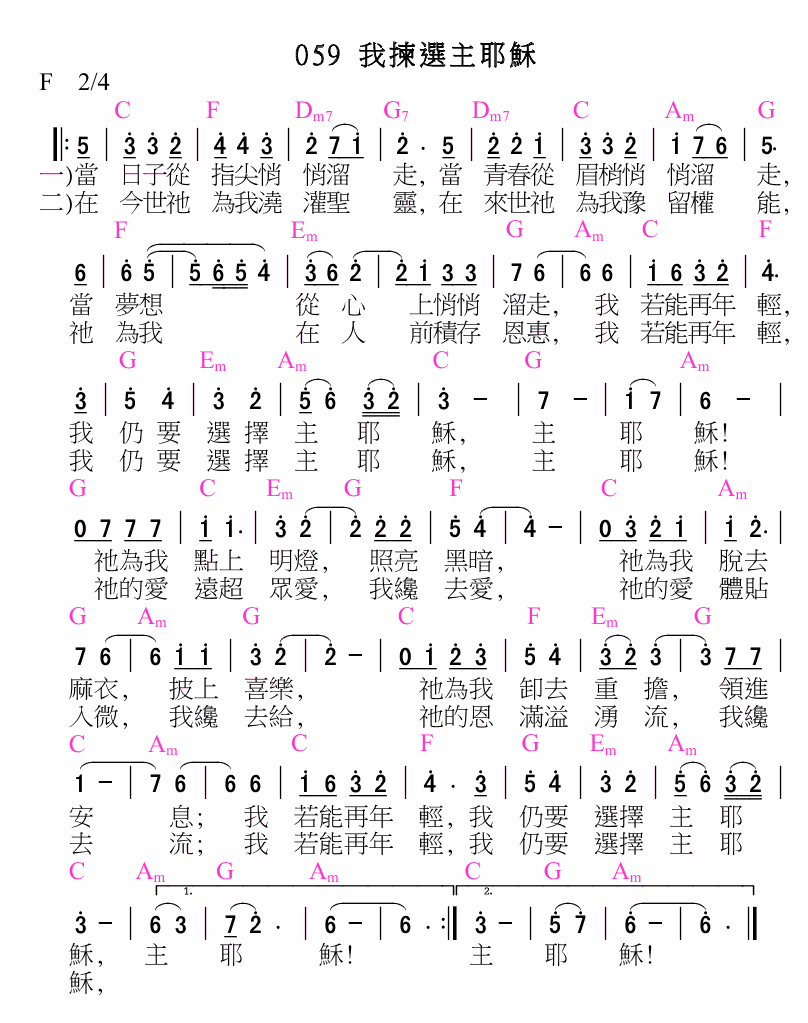 059 我揀選主耶穌
F 2/4
C F Dm7 G7 Dm7 C Am G
5 | 3 3 2 | 4 4 3 | 2 7 1 | 2 . 5 | 2 2 1 | 3 3 2 | 1 7 6 | 5.
一)當 日子從 指尖悄 悄溜 走, 當 青春從 眉梢悄 悄溜 走,
二)在 今世祂 為我澆 灌聖 靈, 在 來世祂 為我豫 留權 能,
F Em G Am C F
6 | 6 5 | 5 6 5 4 | 3 6 2 | 2 1 3 3 | 7 6 | 6 6 | 1 6 3 2 | 4.
當 夢想 從 心 上悄悄 溜走, 我 若能再年 輕,
祂 為我 在 人 前積存 恩惠, 我 若能再年 輕,
G Em Am C G Am
3 | 5 4 | 3 2 | 5 6 3 2 | 3 － | 7 － | 1 7 | 6 － |
我 仍 要 選 擇 主 耶 穌, 主 耶 穌!
我 仍 要 選 擇 主 耶 穌, 主 耶 穌!
G C Em G F C Am
0 7 7 7 | 1 1. | 3 2 | 2 2 2 | 5 4 | 4 － | 0 3 2 1 | 1 2. |
祂為我 點上 明燈, 照亮 黑暗, 祂為我 脫去
祂的愛 遠超 眾愛, 我纔 去愛, 祂的愛 體貼
G Am G C F Em G
7 6 | 6 1 1 | 3 2 | 2 － | 0 1 2 3 | 5 4 | 3 2 3 | 3 7 7 |
麻衣, 披上 喜樂, 祂為我 卸去 重 擔, 領進
入微, 我纔 去給, 祂的恩 滿溢 湧 流, 我纔
C Am C F G Em Am
1 － | 7 6 | 6 6 | 1 6 3 2 | 4 . 3 | 5 4 | 3 2 | 5 6 3 2 |
安 息; 我 若能再年 輕, 我 仍要 選擇 主 耶
去 流; 我 若能再年 輕, 我 仍要 選擇 主 耶
C Am G Am C G Am
1. 2.
3 － | 6 3 | 7 2 . | 6 － | 6 . :|| 3 － | 5 7 | 6 － | 6 . ||
穌, 主 耶 穌! 主 耶 穌!
穌,